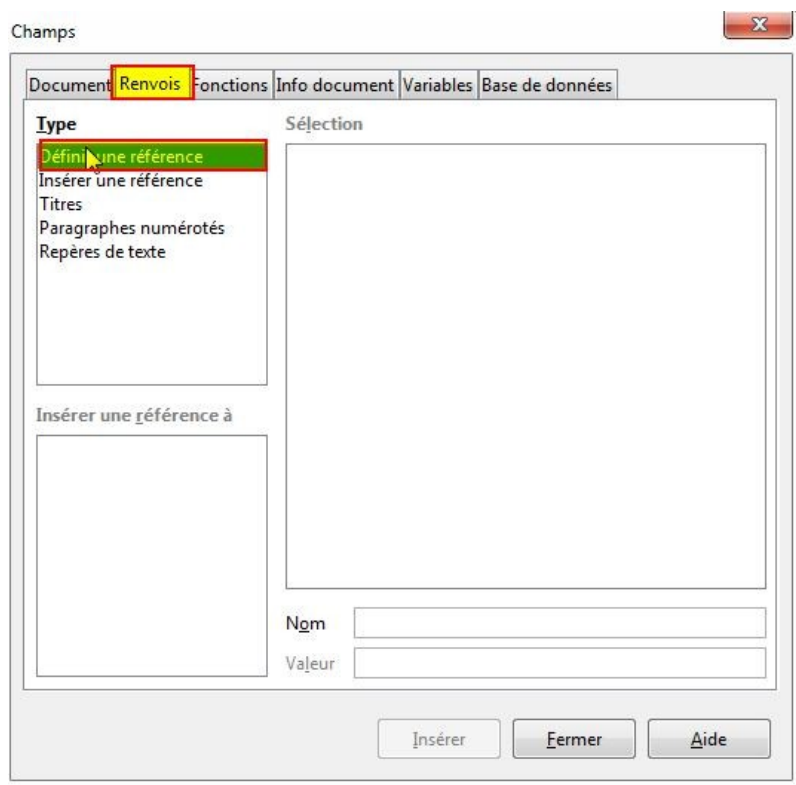 Champs
Document Renvois Fonctions Info document Variables Base de données
Type
Sélection
Définir une référence
Insérer une référence
Titres
Paragraphes numérotés
Repères de texte
Insérer une référence à
Nom
Valeur
Insérer Fermer Aide